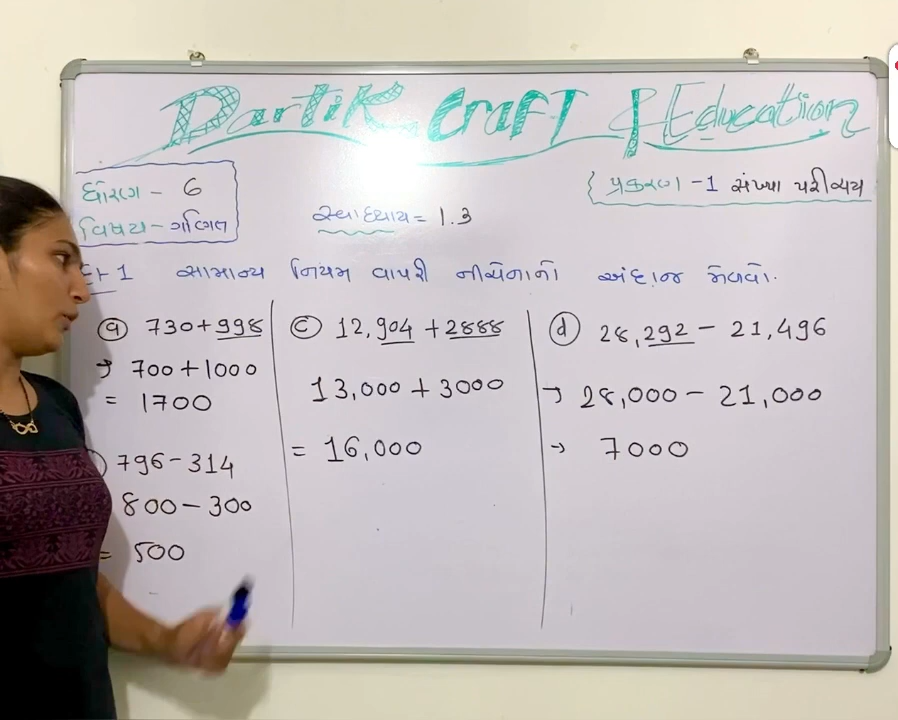 Dartik Craft & Education
ધોરણ - 6
વિષય - ગણિત
સ્વાધ્યાય = 1.3
પ્રકરણ - 1 સંખ્યા પરીચય
1 સામાન્ય નિયમ વાપરી નીચેનાનો અંદાજ મેળવો.
a 730+998
→ 700+1000
= 1700
796-314
800-300
= 500
c 12,904 + 2888
13,000 + 3000
= 16,000
d 28,292 - 21,496
→ 28,000 - 21,000
→ 7000